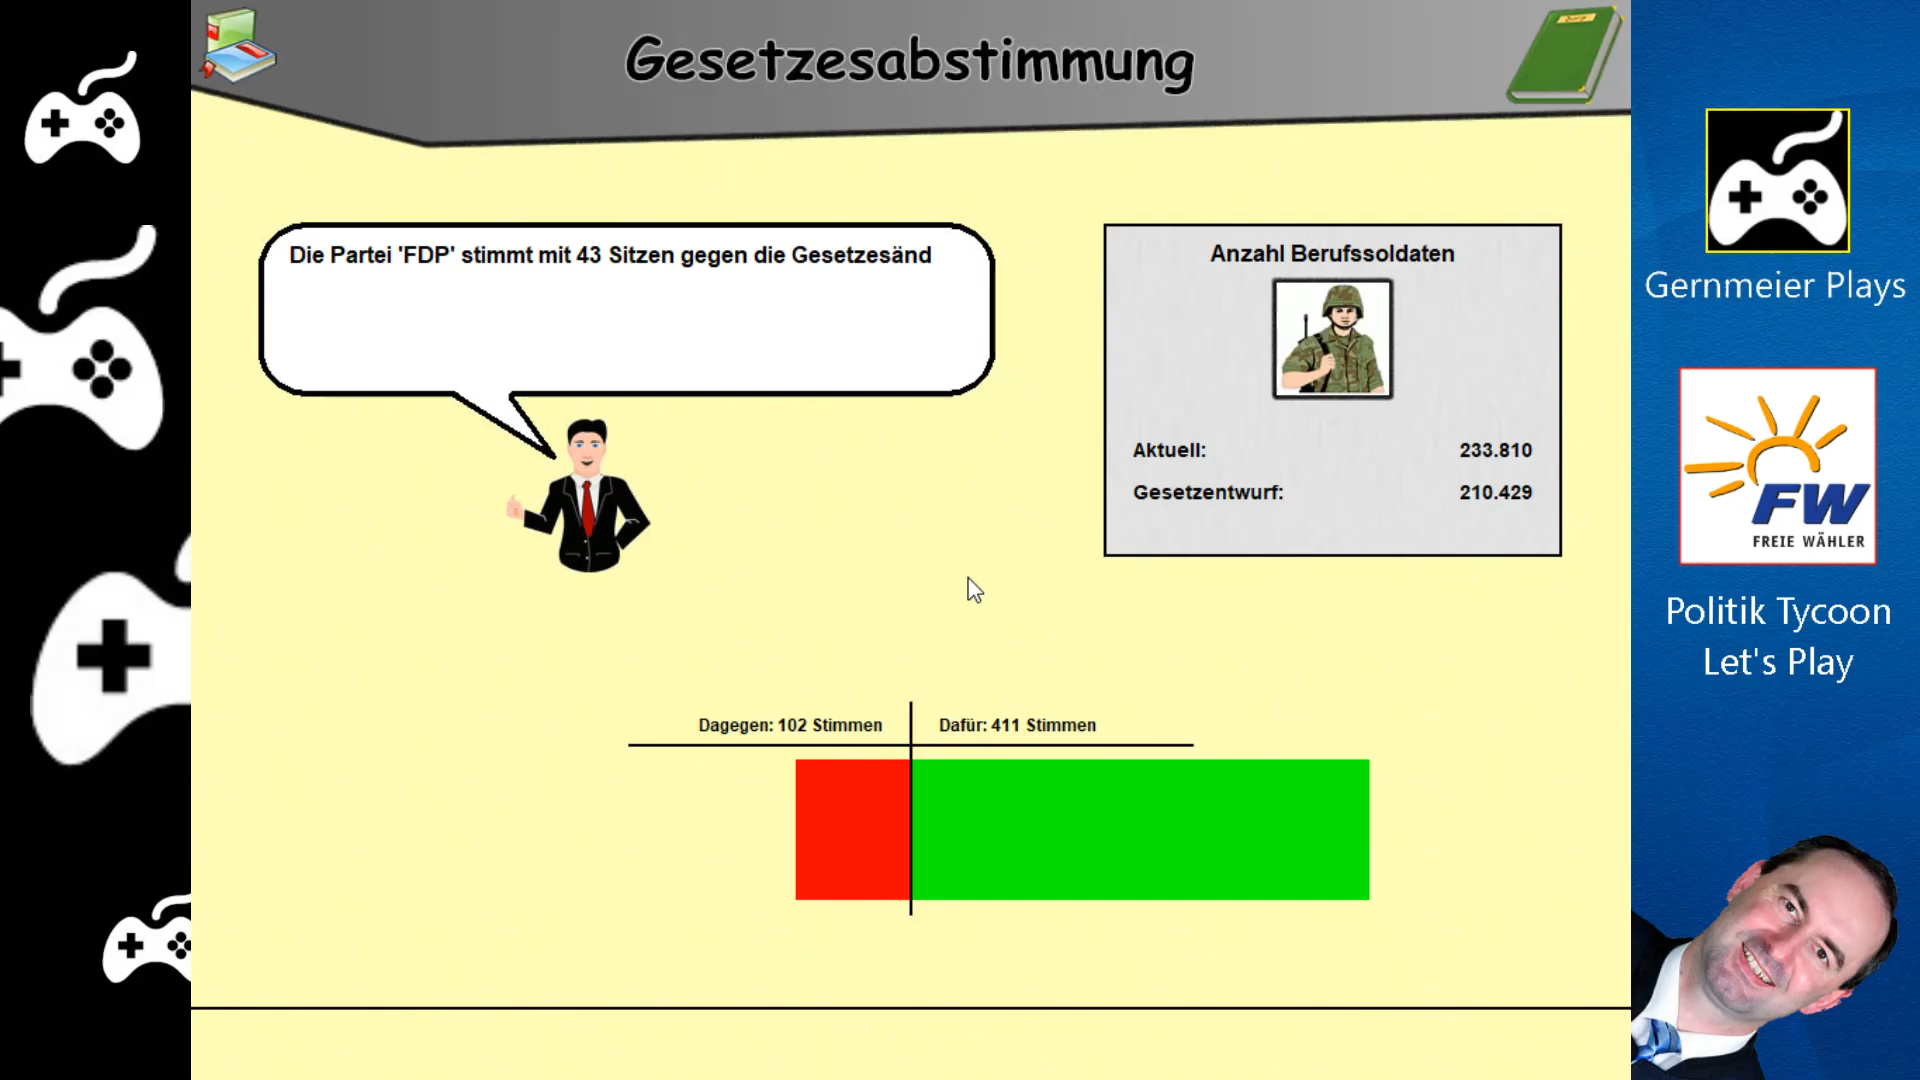 Gesetzesabstimmung
Die Partei 'FDP' stimmt mit 43 Sitzen gegen die Gesetzesänd
Anzahl Berufssoldaten
Aktuell: 233.810
Gesetzentwurf: 210.429
Dagegen: 102 Stimmen
Dafür: 411 Stimmen
Gernmeier Plays
FW
FREIE WÄHLER
Politik Tycoon
Let's Play